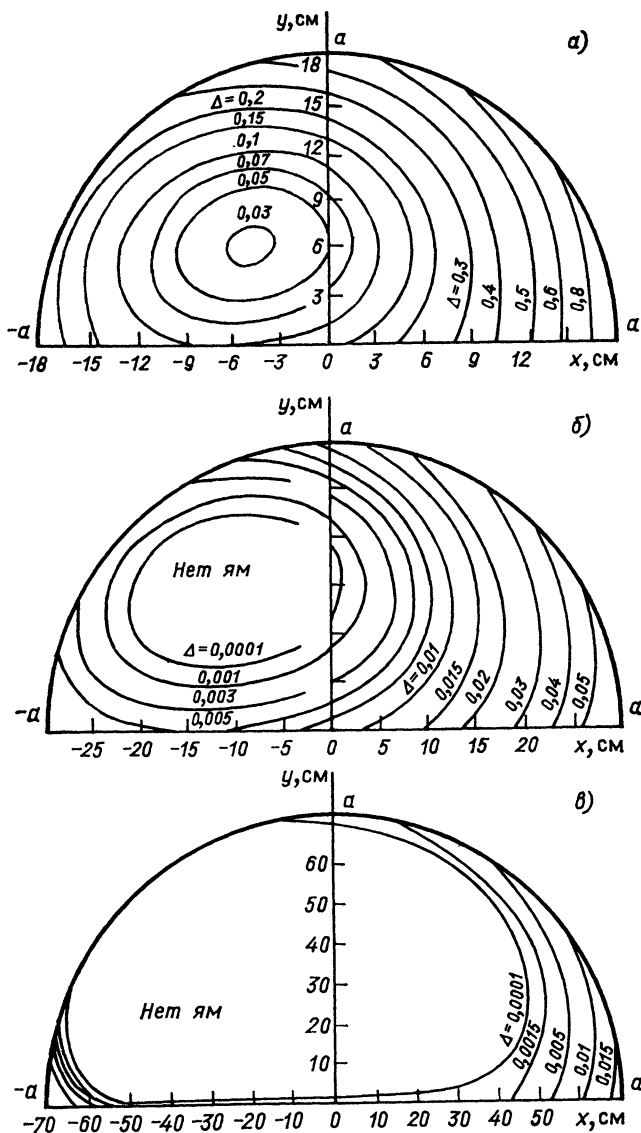 y, см
a
а)
18
15
12
9
6
3
Δ=0,2
0,15
0,1
0,07
0,05
0,03
Δ=0,3
0,4
0,5
0,6
0,8
-a
a
-18 -15 -12 -9 -6 -3 0 3 6 9 12 x, см
y, см
a
б)
Нет ям
Δ=0,0001
0,001
0,003
0,005
Δ=0,01
0,015
0,02
0,03
0,04
0,05
-a
a
-25 -20 -15 -10 -5 0 5 10 15 20 x, см
y, см
a
в)
60
50
40
30
20
10
Нет ям
Δ=0,0001
0,0015
0,005
0,01
0,015
-a
a
-70 -60 -50 -40 -30 -20 -10 0 10 20 30 40 50 x, см